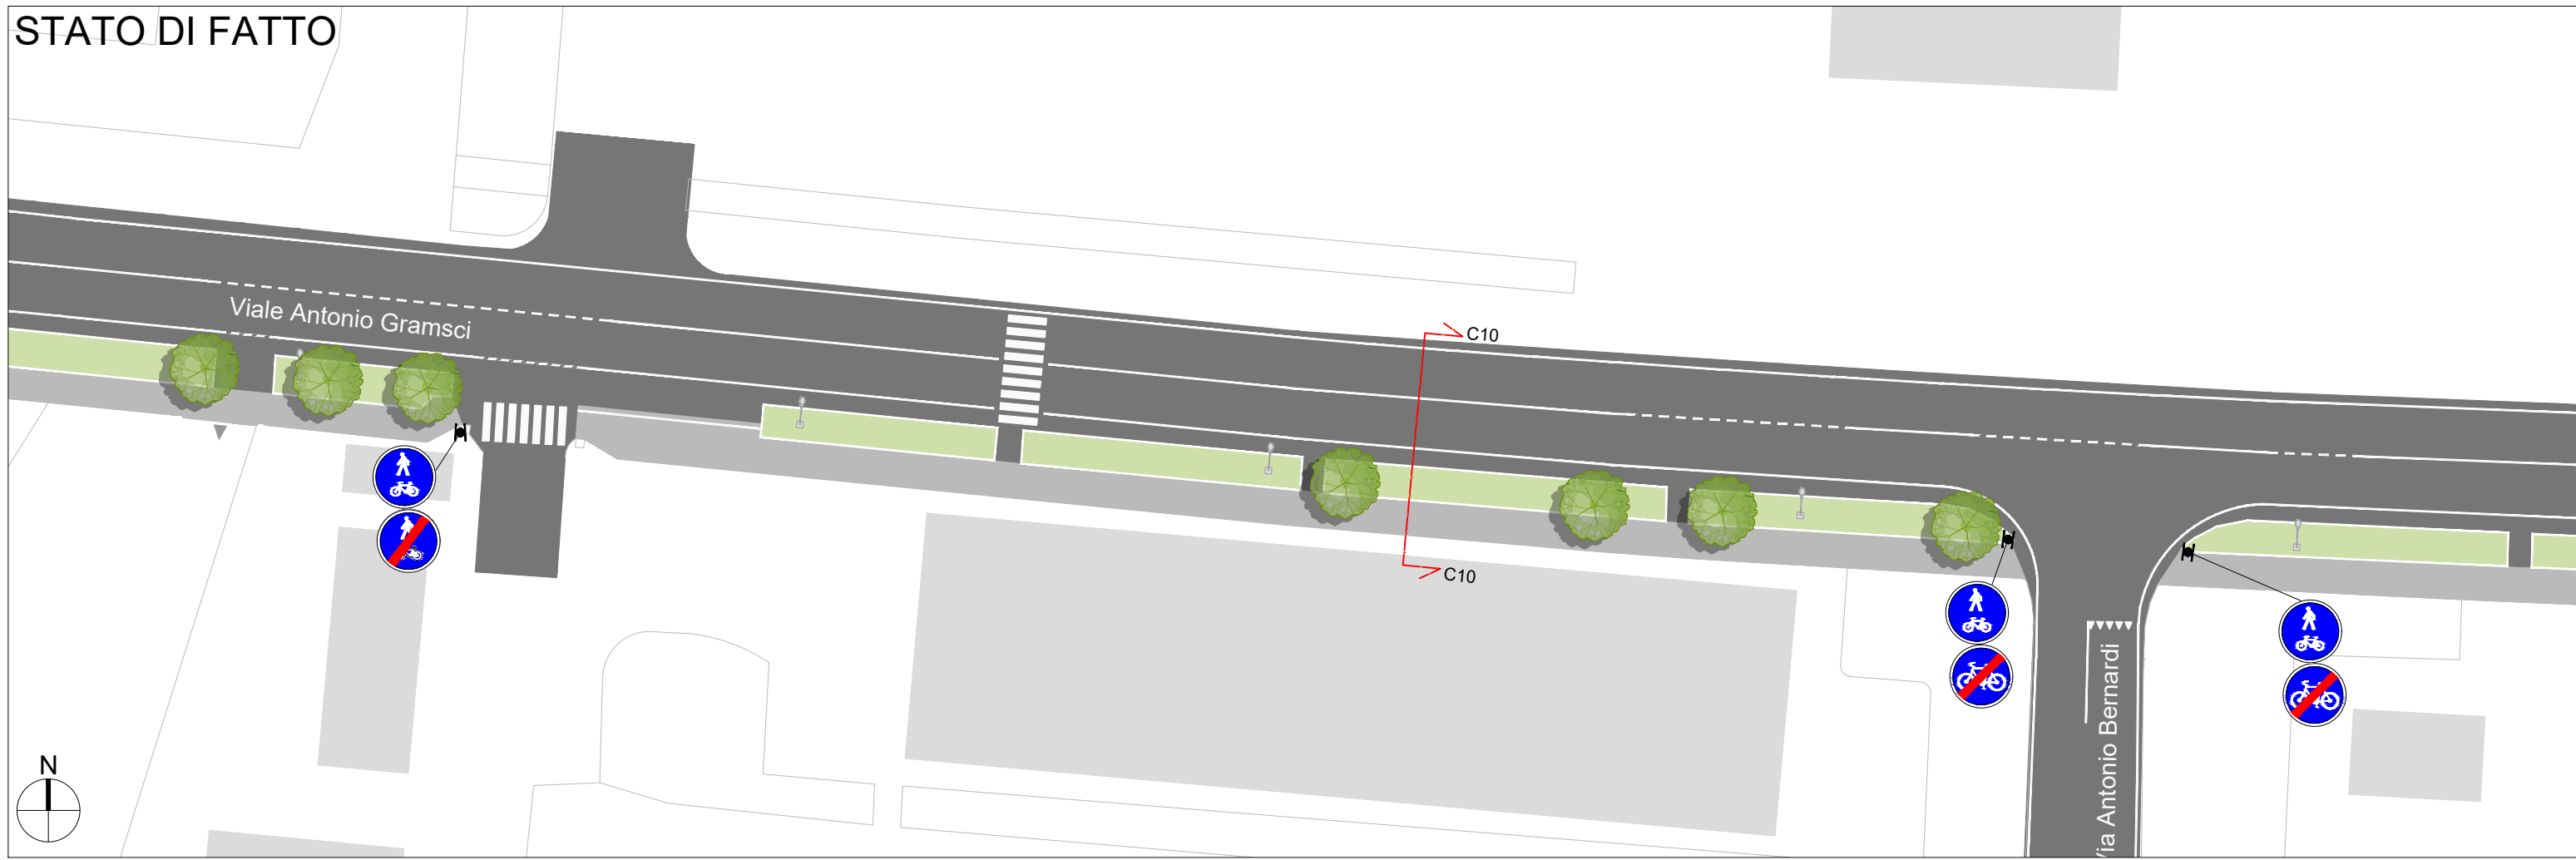 STATO DI FATTO
Viale Antonio Gramsci
C10
C10
Via Antonio Bernardi
N